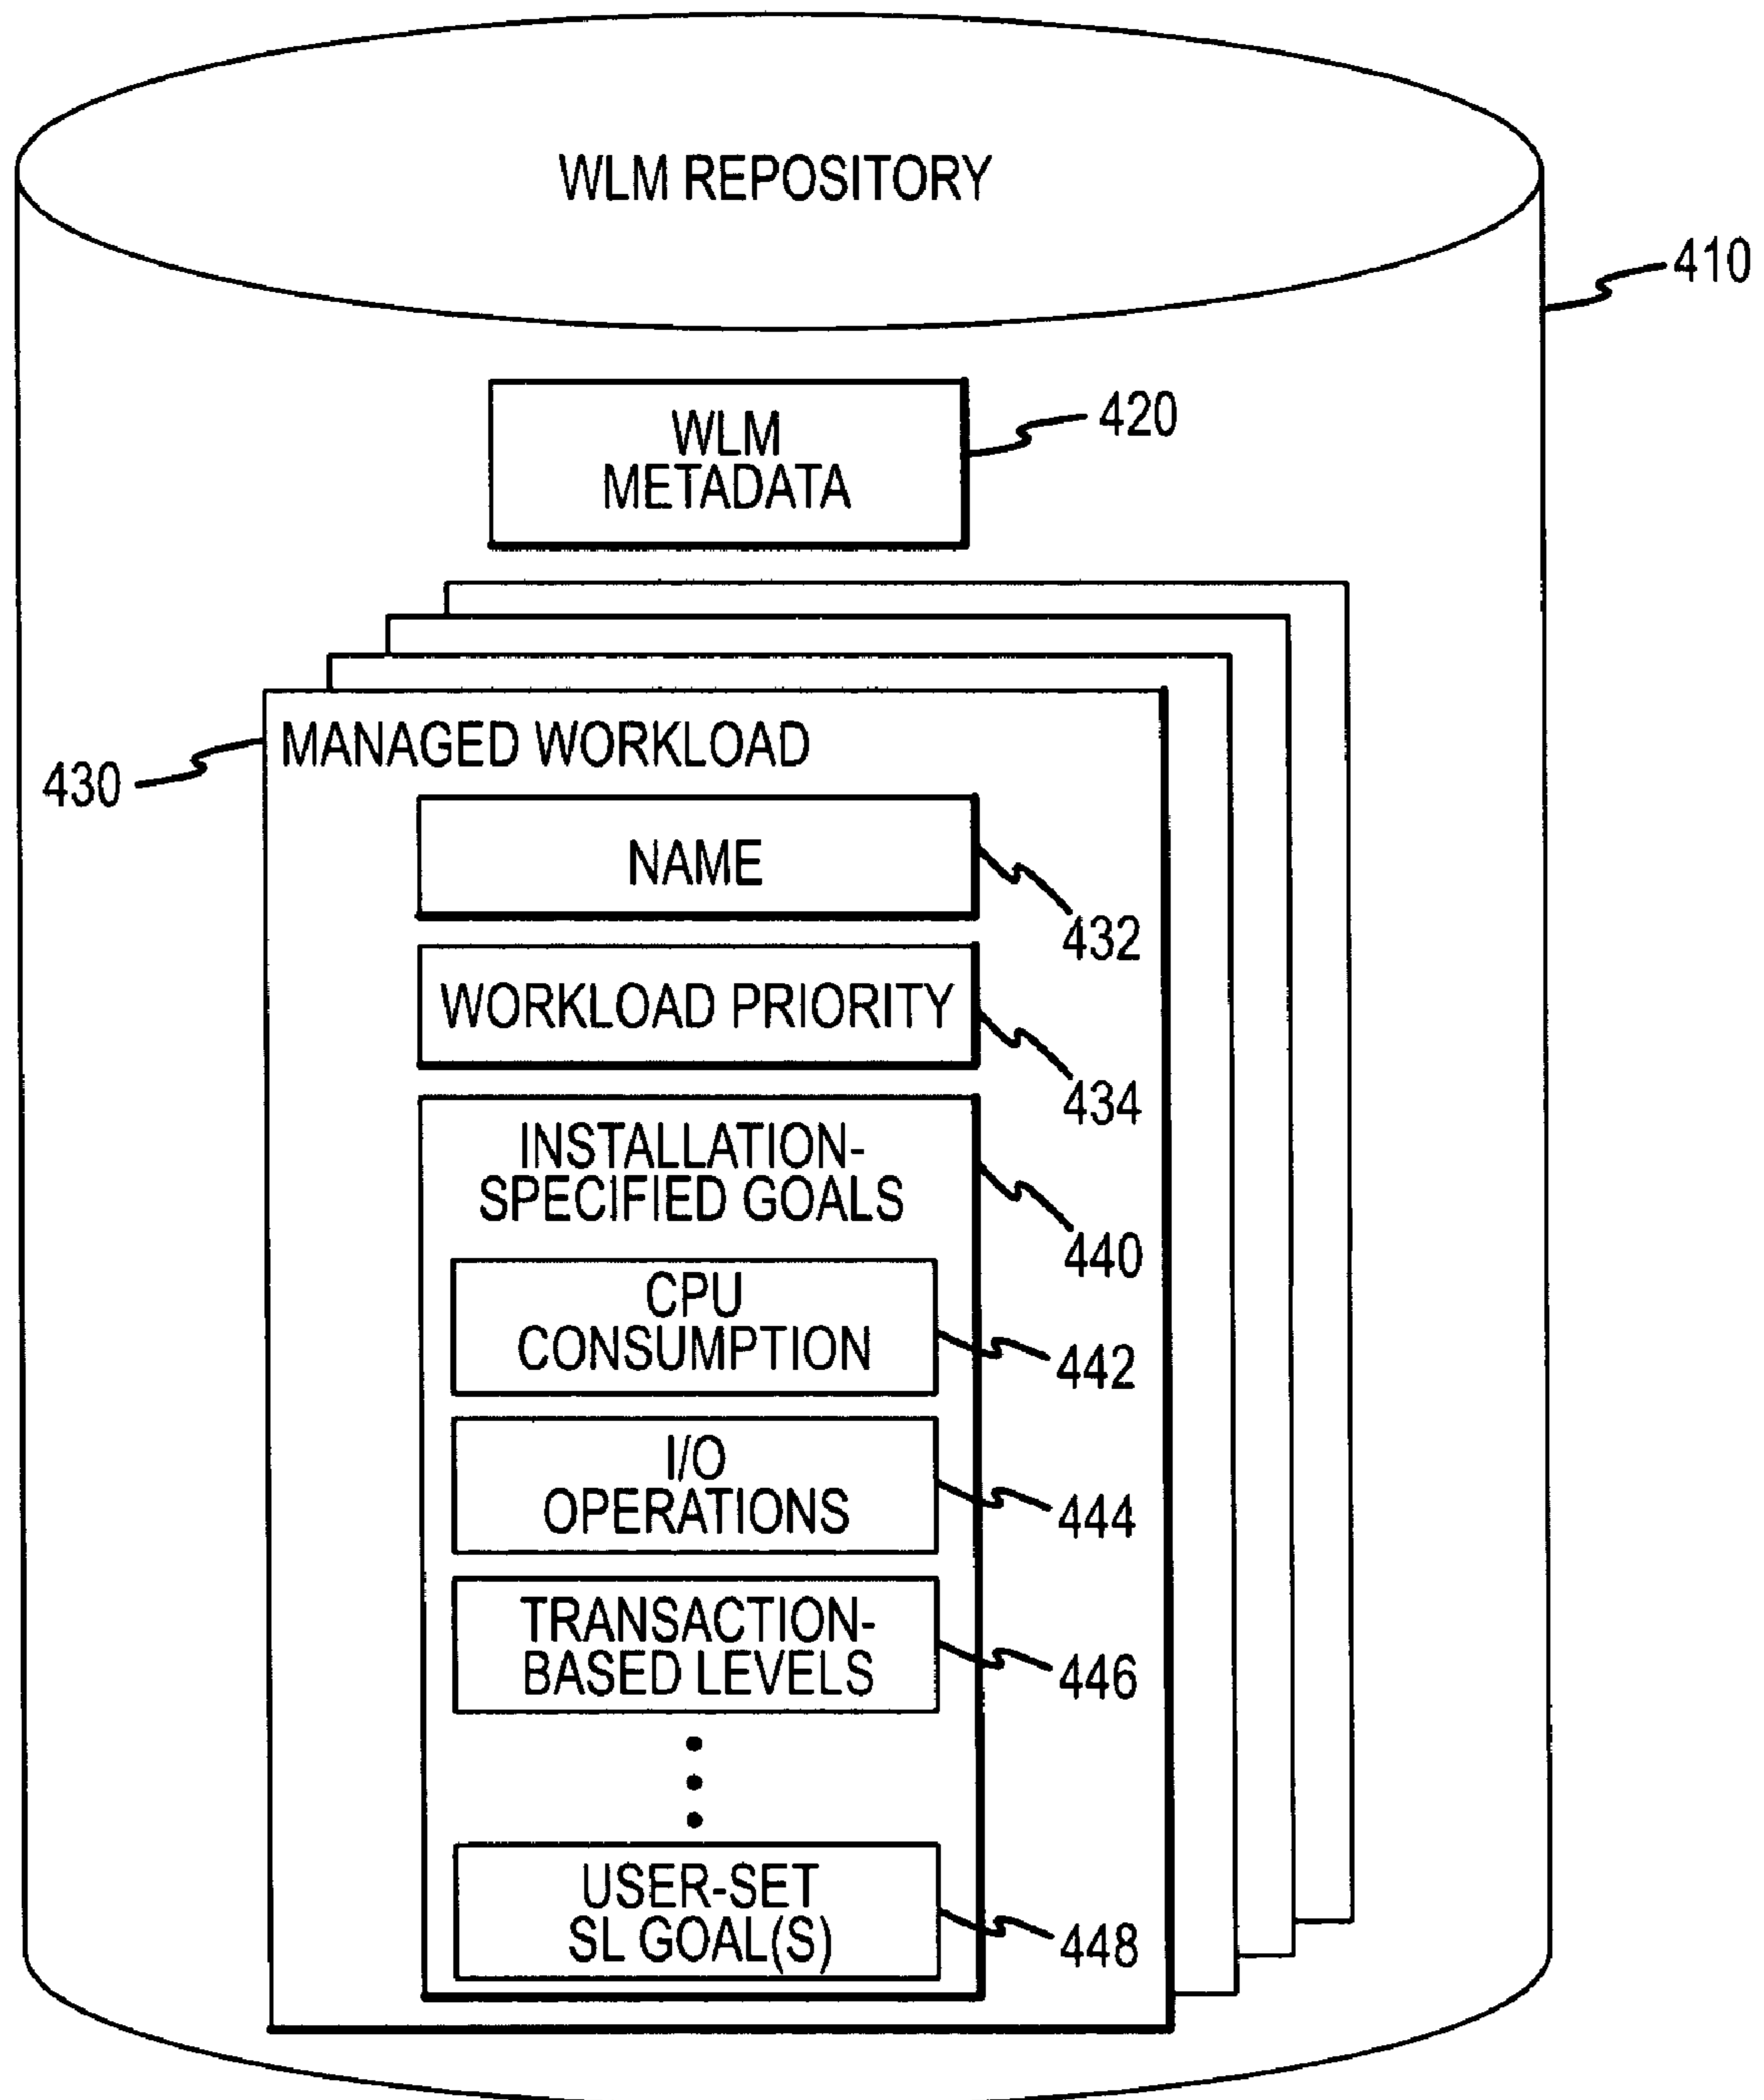 WLM REPOSITORY
410
WLM
METADATA
420
MANAGED WORKLOAD
430
NAME
432
WORKLOAD PRIORITY
434
INSTALLATION-
SPECIFIED GOALS
440
CPU
CONSUMPTION
442
I/O
OPERATIONS
444
TRANSACTION-
BASED LEVELS
446
USER-SET
SL GOAL(S)
448